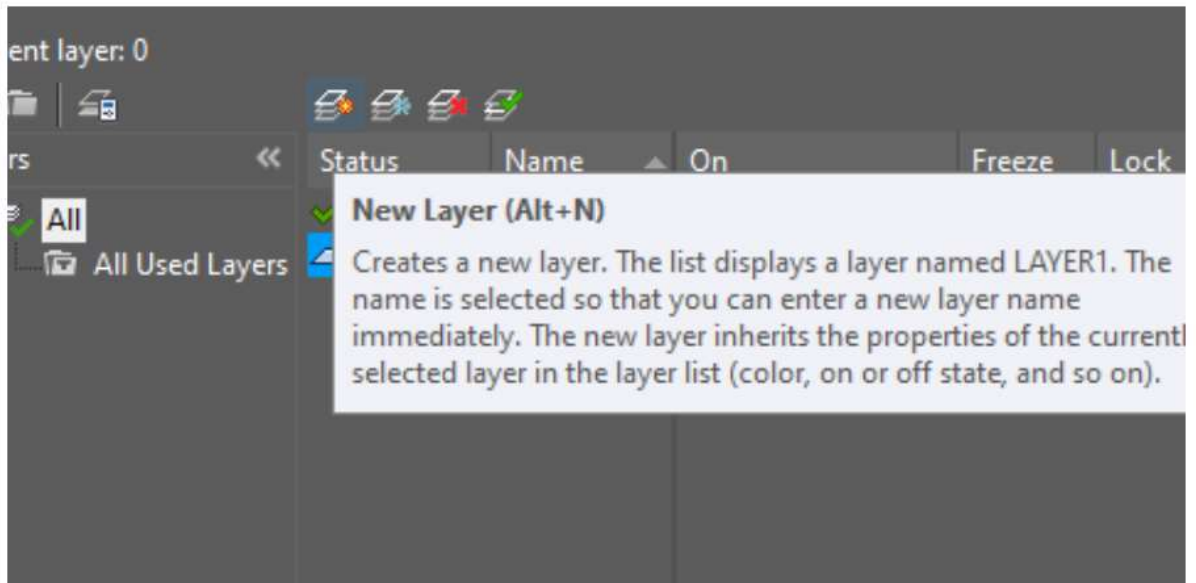 ent layer: 0
rs
Status Name On Freeze Lock
All
All Used Layers
New Layer (Alt+N)
Creates a new layer. The list displays a layer named LAYER1. The
name is selected so that you can enter a new layer name
immediately. The new layer inherits the properties of the currentl
selected layer in the layer list (color, on or off state, and so on).